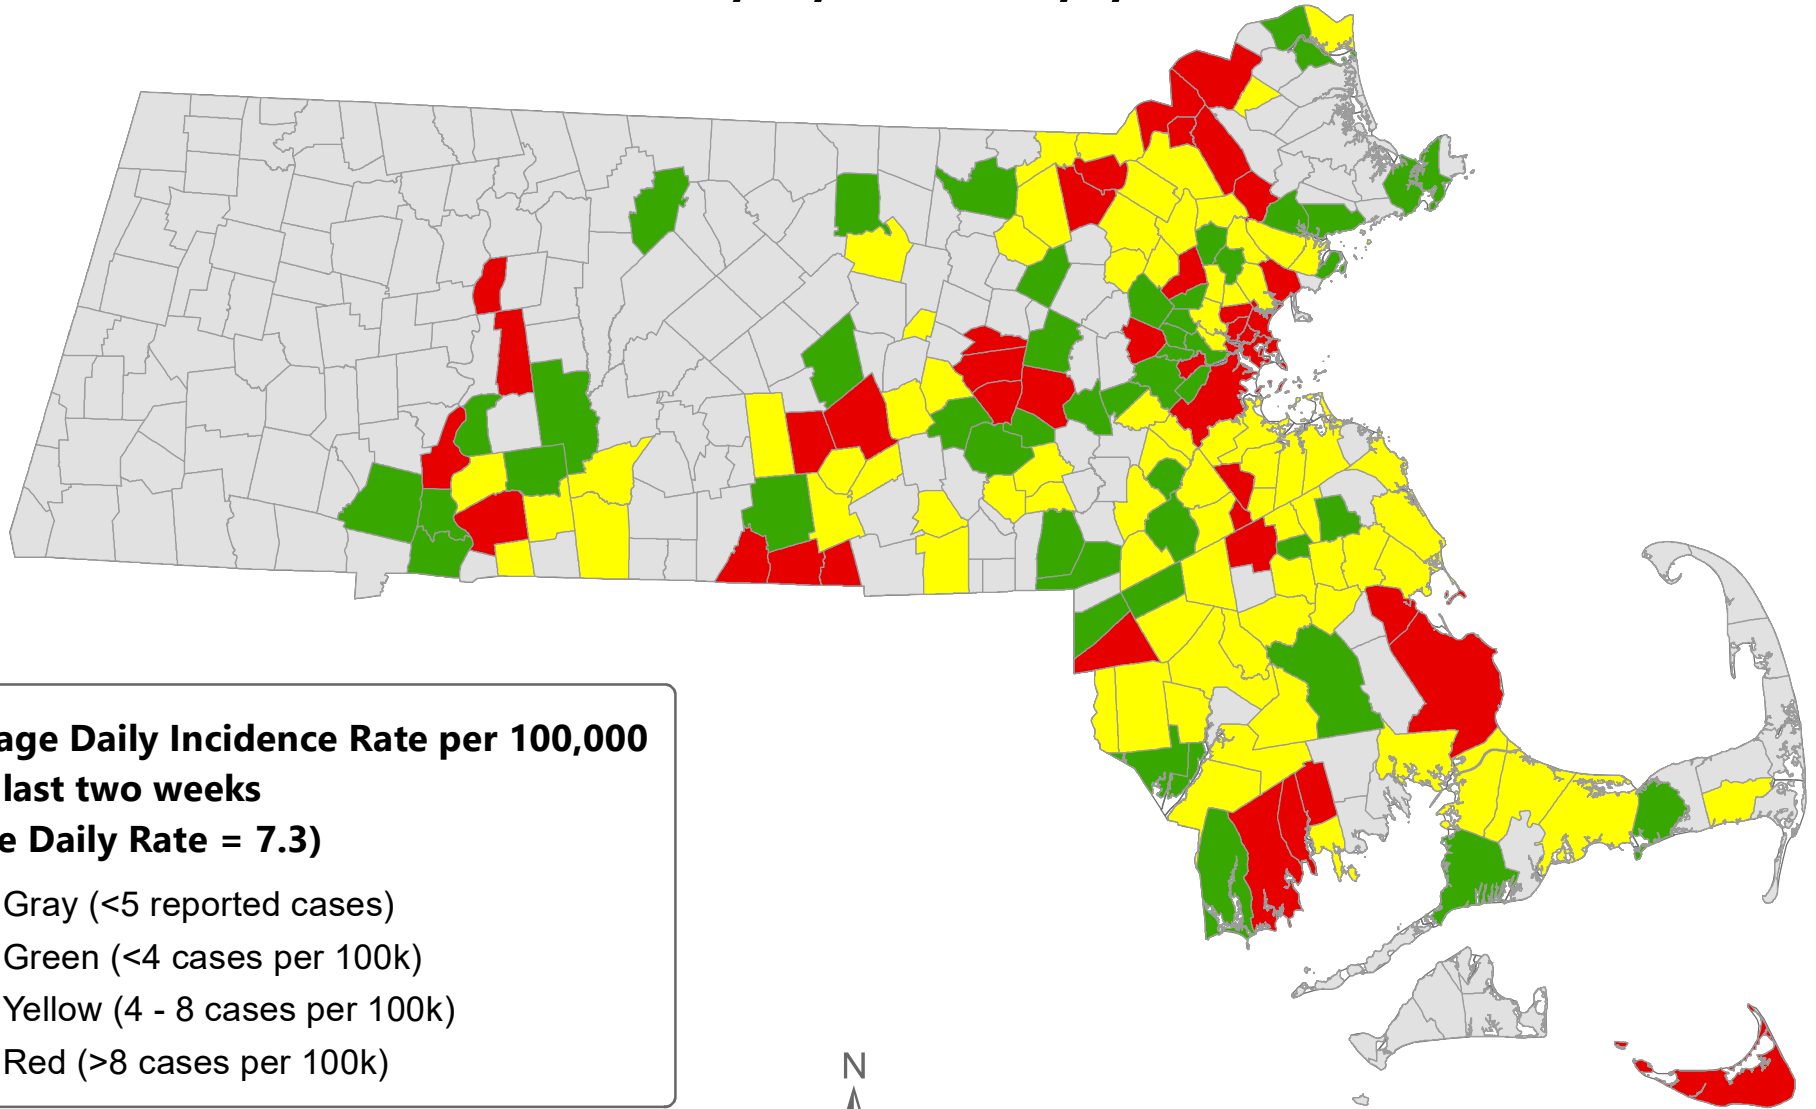 age Daily Incidence Rate per 100,000
last two weeks
e Daily Rate = 7.3)
Gray (<5 reported cases)
Green (<4 cases per 100k)
Yellow (4 - 8 cases per 100k)
Red (>8 cases per 100k)
N